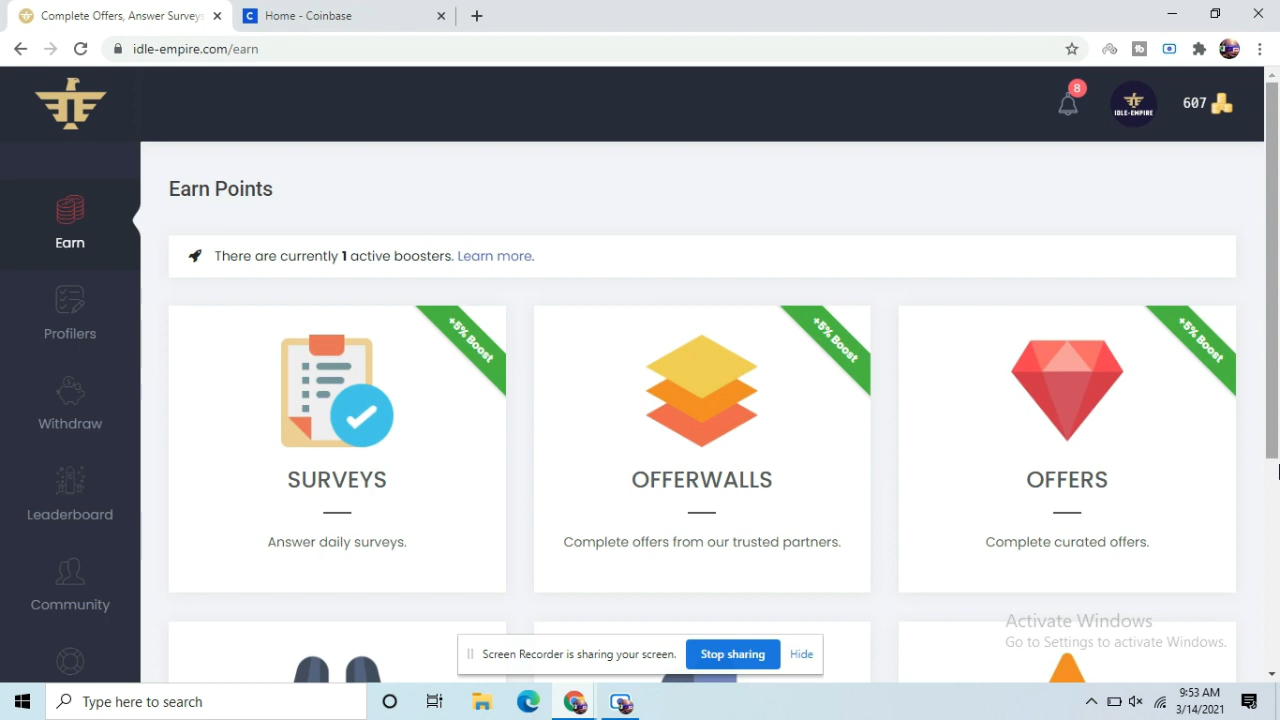 Complete Offers, Answer Surveys
Home - Coinbase
idle-empire.com/earn
8
IDLE-EMPIRE
607
Earn Points
Earn
There are currently 1 active boosters. Learn more.
Profilers
Withdraw
Leaderboard
Community
+5% Boost
+5% Boost
+5% Boost
SURVEYS
OFFERWALLS
OFFERS
Answer daily surveys.
Complete offers from our trusted partners.
Complete curated offers.
Activate Windows
Go to Settings to activate Windows.
Screen Recorder is sharing your screen.
Stop sharing
Hide
Type here to search
9:53 AM
3/14/2021